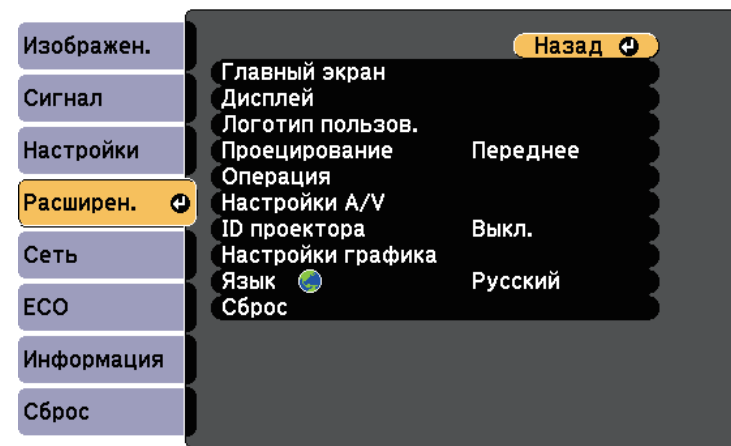 Изображен.
Сигнал
Настройки
Расширен.
Сеть
ECO
Информация
Сброс
Назад
Главный экран
Дисплей
Логотип пользов.
Проецирование Переднее
Операция
Настройки A/V
ID проектора Выкл.
Настройки графика
Язык Русский
Сброс